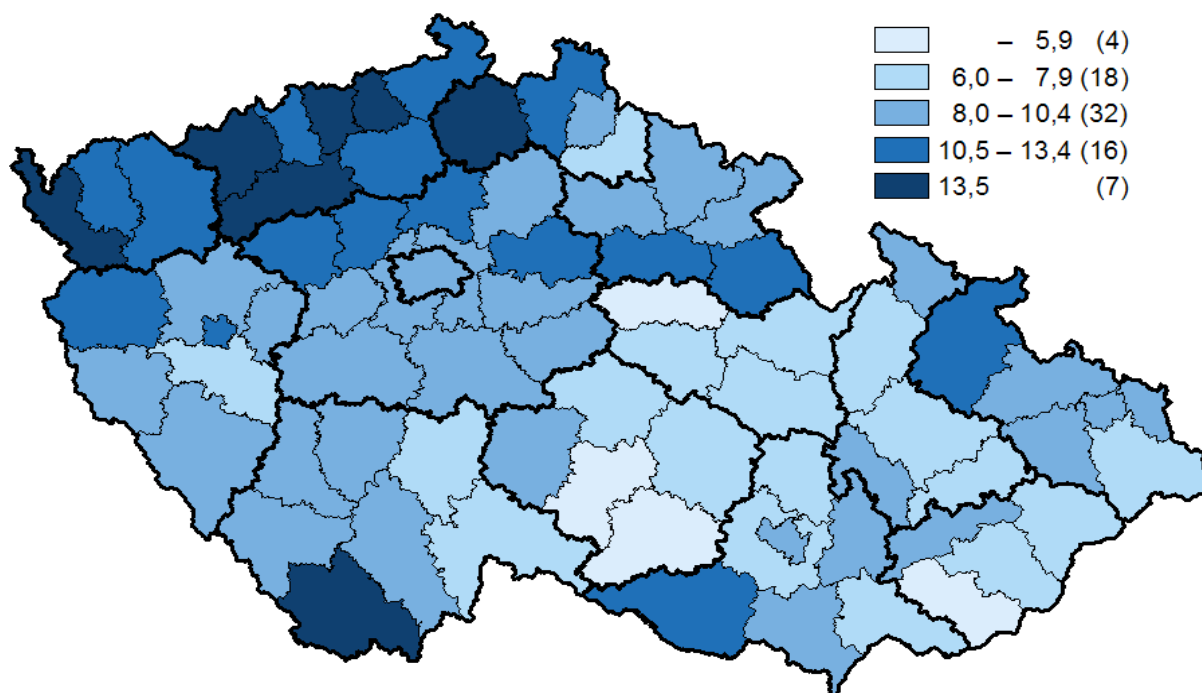 – 5,9 (4)
6,0 – 7,9 (18)
8,0 – 10,4 (32)
10,5 – 13,4 (16)
13,5 (7)